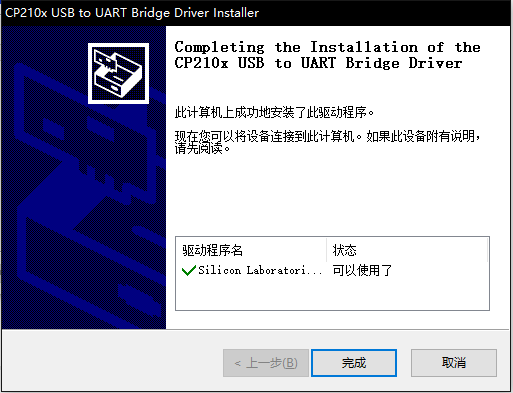 CP210x USB to UART Bridge Driver Installer
Completing the Installation of the
CP210x USB to UART Bridge Driver
此计算机上成功地安装了此驱动程序。
现在您可以将设备连接到此计算机。如果此设备附有说明，
请先阅读。
驱动程序名 状态
Silicon Laboratori... 可以使用了
< 上一步(B) 完成 取消